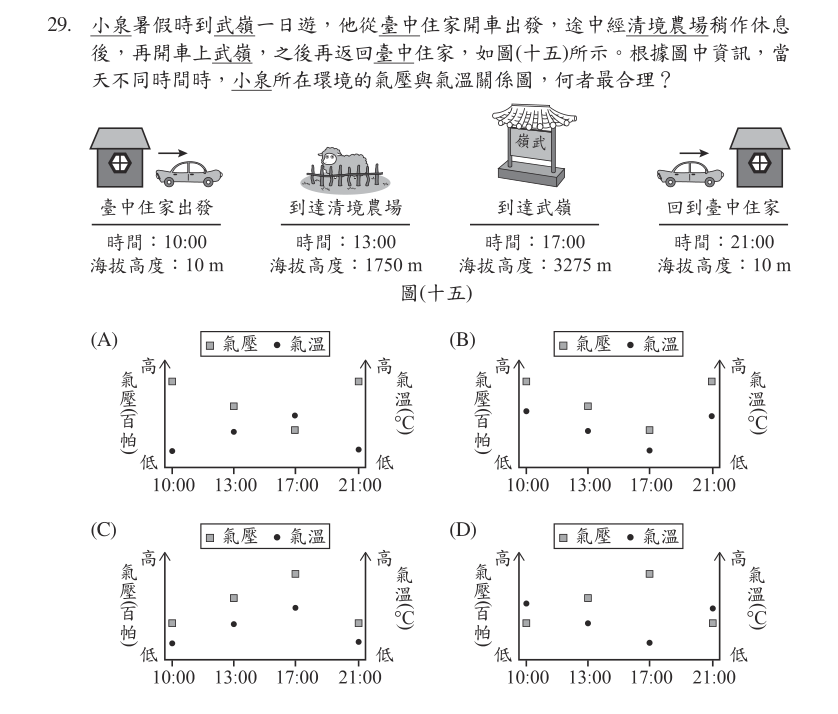 29. 小泉暑假時到武嶺一日遊，他從臺中住家開車出發，途中經清境農場稍作休息
後，再開車上武嶺，之後再返回臺中住家，如圖(十五)所示。根據圖中資訊，當
天不同時間時，小泉所在環境的氣壓與氣溫關係圖，何者最合理？
嶺武
臺中住家出發 到達清境農場 到達武嶺 回到臺中住家
時間：10:00 時間：13:00 時間：17:00 時間：21:00
海拔高度：10 m 海拔高度：1750 m 海拔高度：3275 m 海拔高度：10 m
圖(十五)
(A)
氣壓 氣溫
高 高
氣壓(百帕) 氣溫(°C)
低 低
10:00 13:00 17:00 21:00
(B)
氣壓 氣溫
高 高
氣壓(百帕) 氣溫(°C)
低 低
10:00 13:00 17:00 21:00
(C)
氣壓 氣溫
高 高
氣壓(百帕) 氣溫(°C)
低 低
10:00 13:00 17:00 21:00
(D)
氣壓 氣溫
高 高
氣壓(百帕) 氣溫(°C)
低 低
10:00 13:00 17:00 21:00